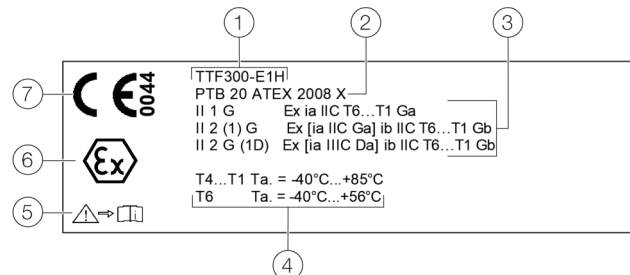 1
2
3
TTF300-E1H
PTB 20 ATEX 2008 X
II 1 G Ex ia IIC T6...T1 Ga
II 2 (1) G Ex [ia IIC Ga] ib IIC T6...T1 Gb
II 2 G (1D) Ex [ia IIIC Da] ib IIC T6...T1 Gb
7
CE
0044
6
Ex
T4...T1 Ta. = -40°C...+85°C
T6 Ta. = -40°C...+56°C
5
i
4